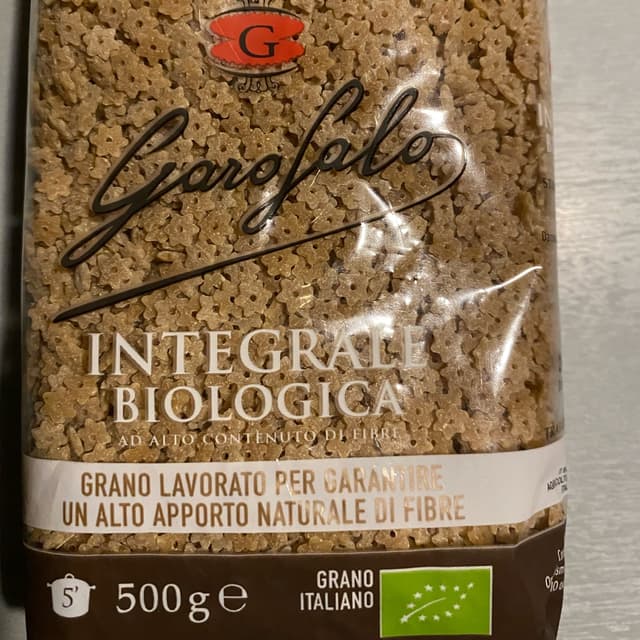 G
Garofalo
INTEGRALE
BIOLOGICA
AD ALTO CONTENUTO DI FIBRE
GRANO LAVORATO PER GARANTIRE
UN ALTO APPORTO NATURALE DI FIBRE
5'
500g e
GRANO
ITALIANO